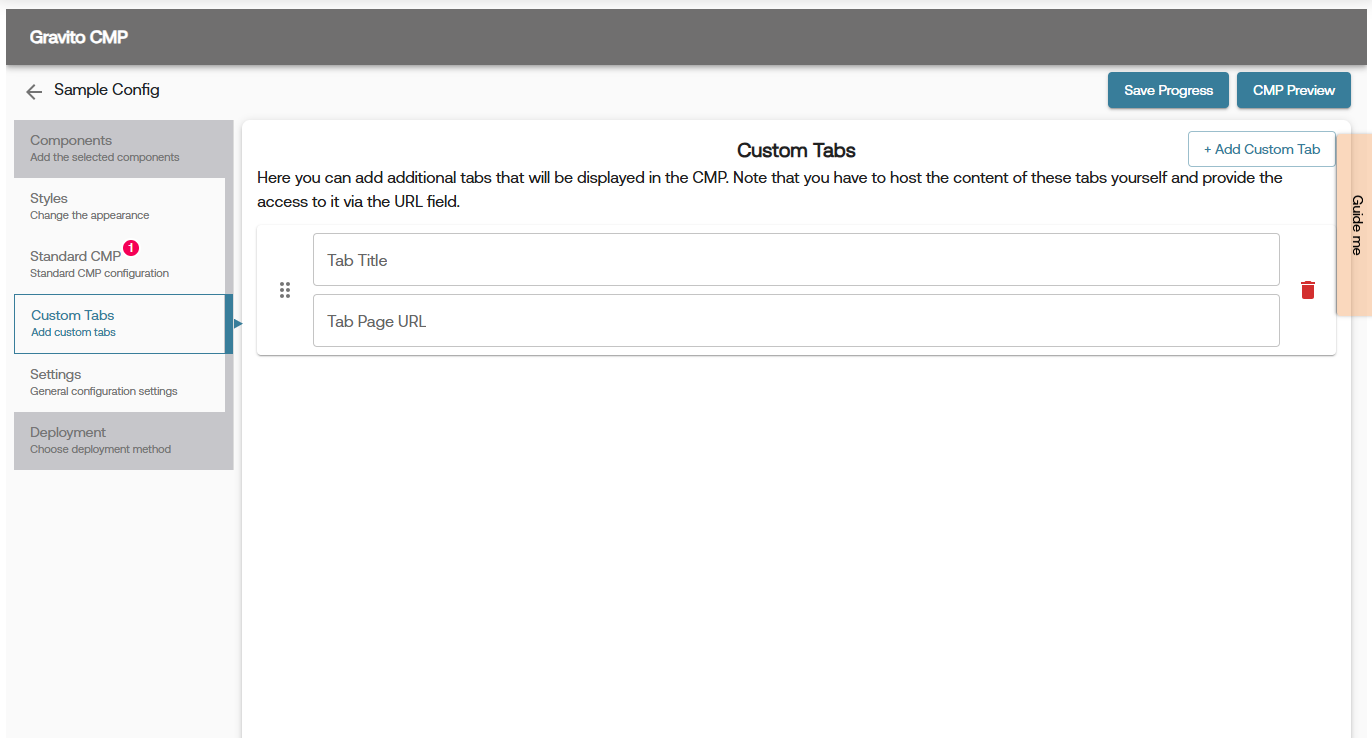 Gravito CMP
Sample Config
Save Progress
CMP Preview
Components
Add the selected components
Styles
Change the appearance
Standard CMP 1
Standard CMP configuration
Custom Tabs
Add custom tabs
Settings
General configuration settings
Deployment
Choose deployment method
Custom Tabs
+ Add Custom Tab
Here you can add additional tabs that will be displayed in the CMP. Note that you have to host the content of these tabs yourself and provide the
access to it via the URL field.
Tab Title
Tab Page URL
Guide me